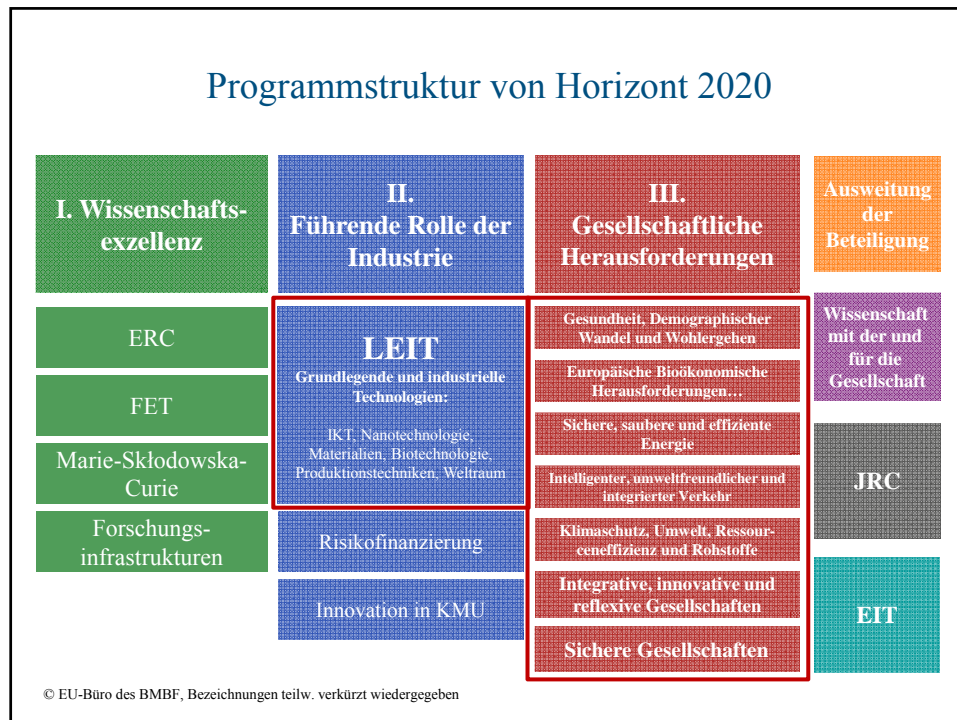 Programmstruktur von Horizont 2020
I. Wissenschafts-
exzellenz
ERC
FET
Marie-Skłodowska-
Curie
Forschungs-
infrastrukturen
II.
Führende Rolle der
Industrie
LEIT
Grundlegende und industrielle
Technologien:
IKT, Nanotechnologie,
Materialien, Biotechnologie,
Produktionstechniken, Weltraum
Risikofinanzierung
Innovation in KMU
III.
Gesellschaftliche
Herausforderungen
Gesundheit, Demographischer
Wandel und Wohlergehen
Europäische Bioökonomische
Herausforderungen…
Sichere, saubere und effiziente
Energie
Intelligenter, umweltfreundlicher und
integrierter Verkehr
Klimaschutz, Umwelt, Ressour-
ceneffizienz und Rohstoffe
Integrative, innovative und
reflexive Gesellschaften
Sichere Gesellschaften
Ausweitung
der
Beteiligung
Wissenschaft
mit der und
für die
Gesellschaft
JRC
EIT
© EU-Büro des BMBF, Bezeichnungen teilw. verkürzt wiedergegeben